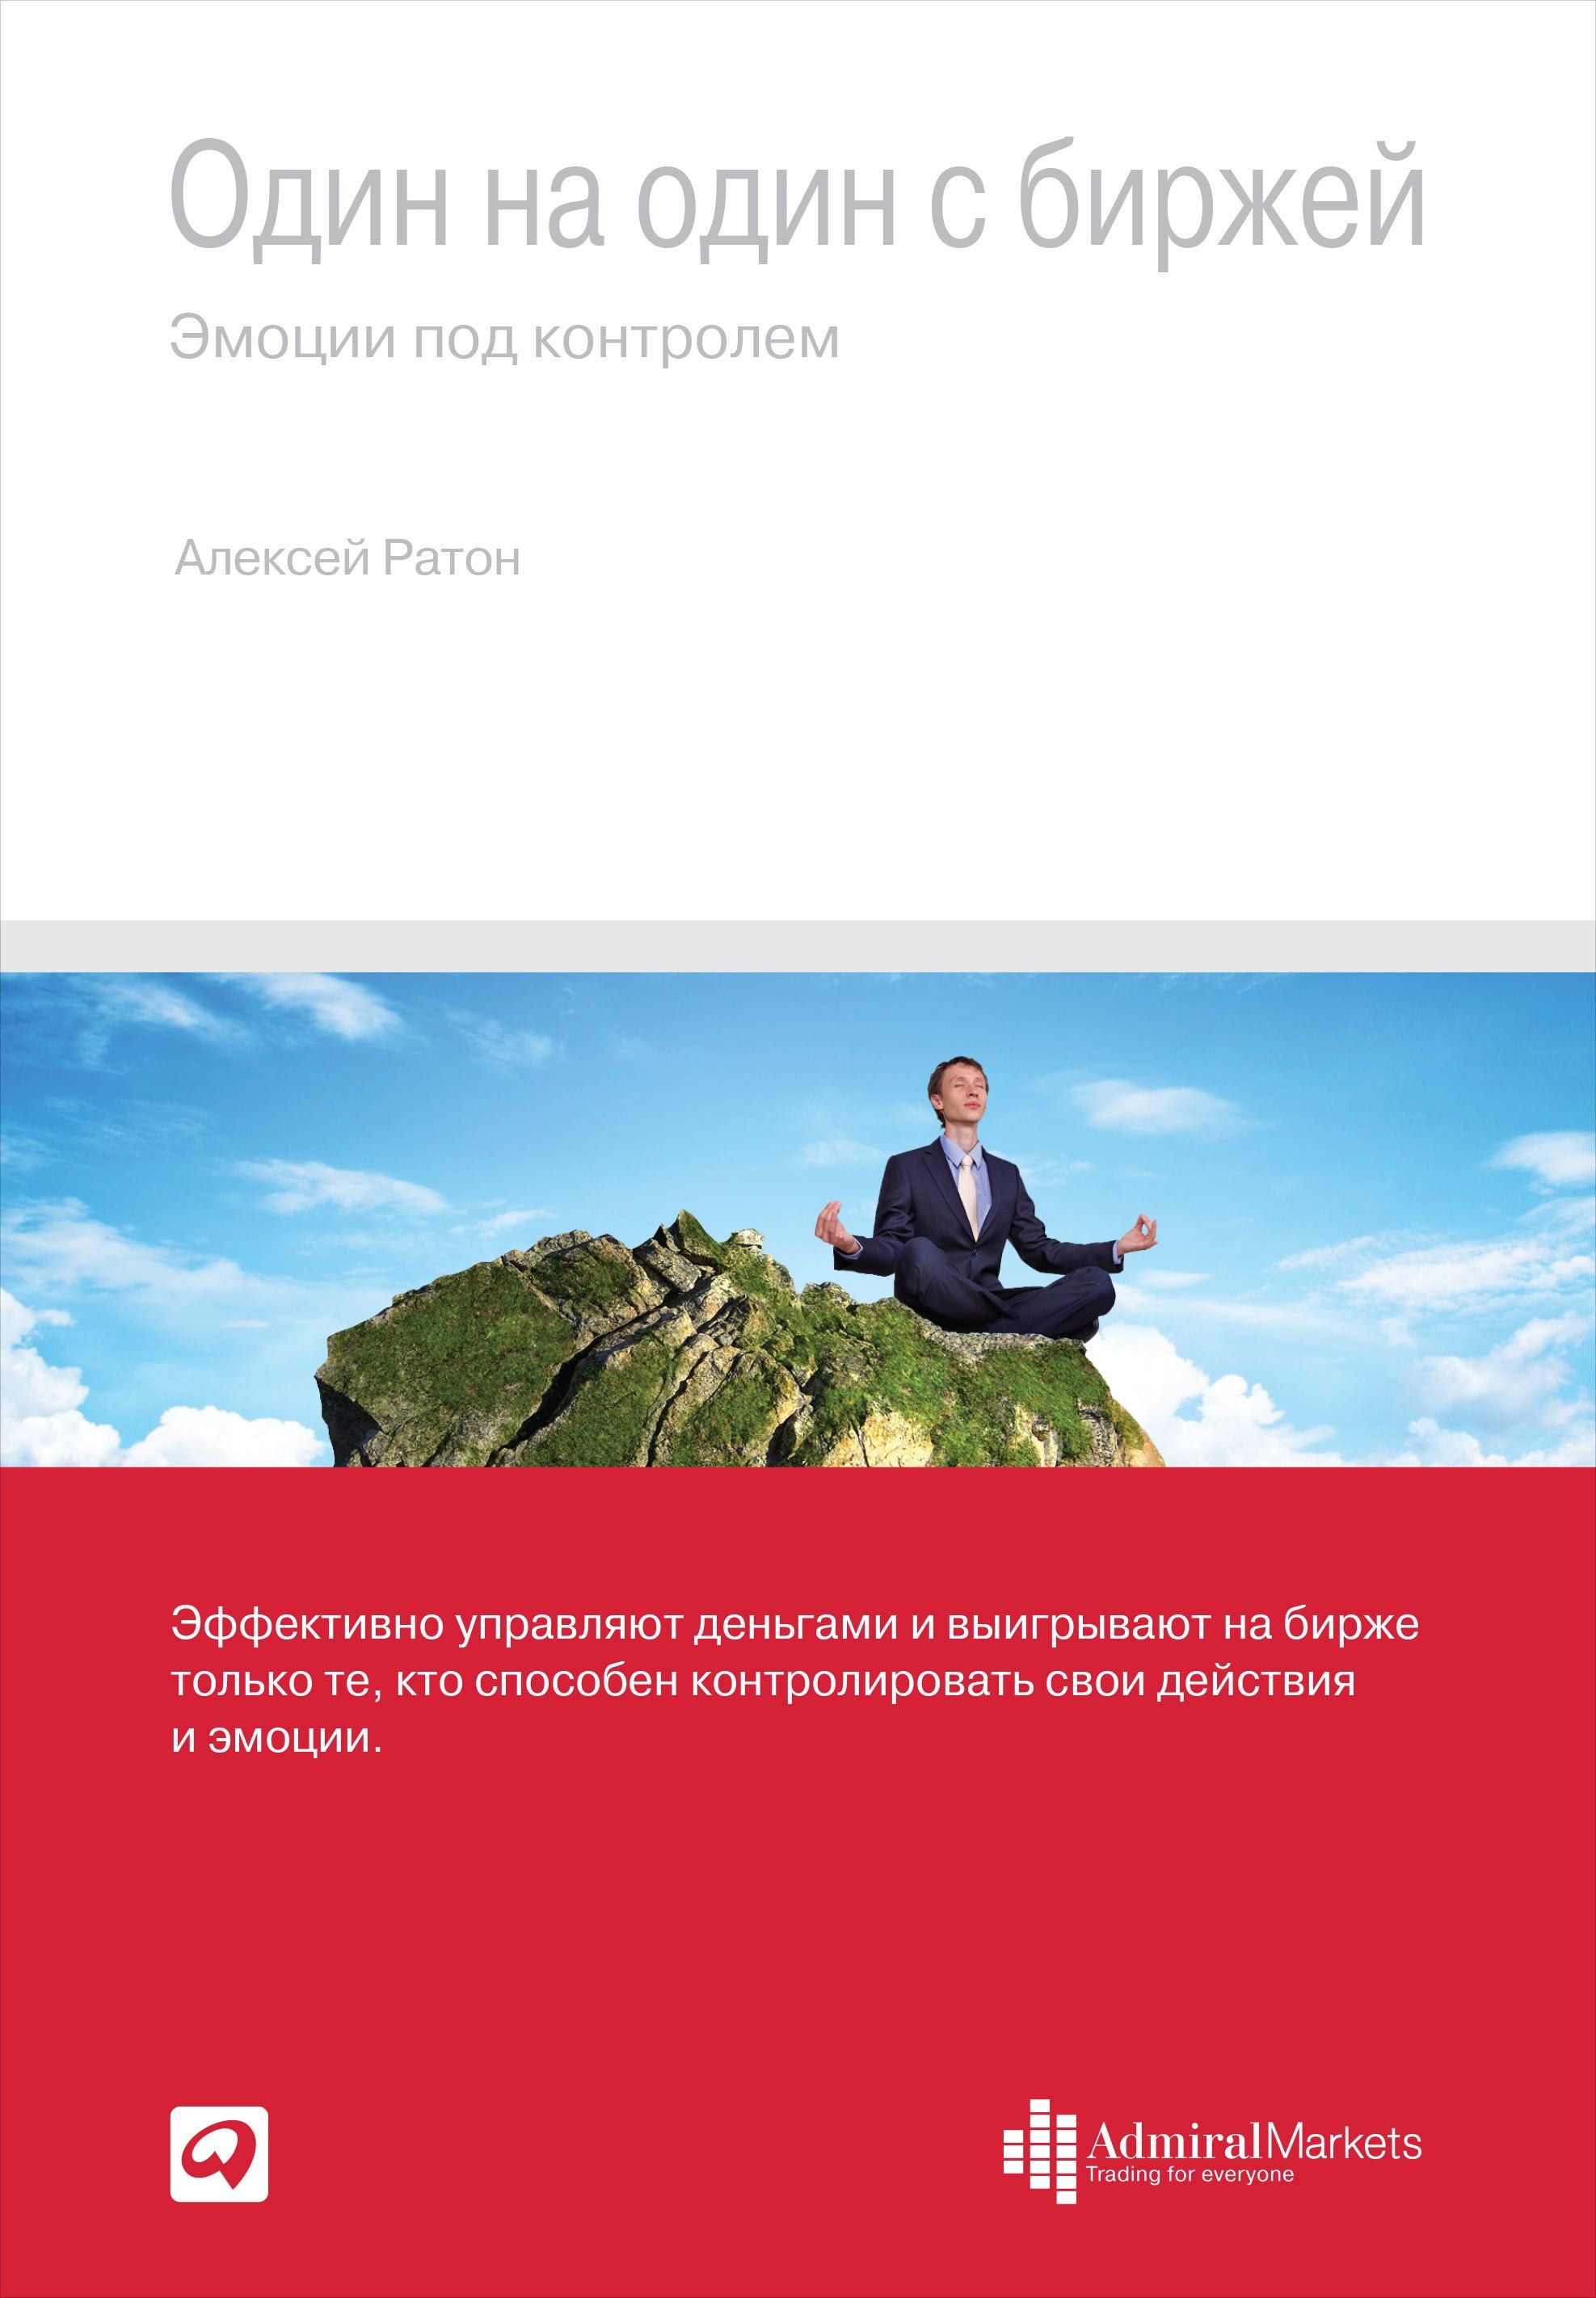 Один на один с биржей
Эмоции под контролем
Алексей Ратон
Эффективно управляют деньгами и выигрывают на бирже
только те, кто способен контролировать свои действия
и эмоции.
AdmiralMarkets
Trading for everyone